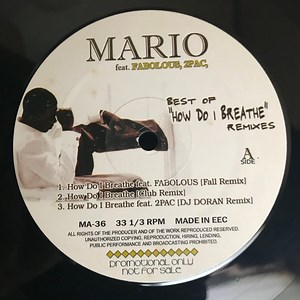 MARIO
feat. FABOLOUS, 2PAC,
BEST OF
"HOW DO I BREATHE"
REMIXES
A
SIDE
1. How Do I Breathe feat. FABOLOUS [Fall Remix]
2. How Do I Breathe [Club Remix]
3. How Do I Breathe feat. 2PAC [DJ DORAN Remix]
MA-36 33 1/3 RPM MADE IN EEC
ALL RIGHTS OF THE PRODUCER AND OF THE WORK REPRODUCED RESERVED.
UNAUTHORIZED COPYING, REPRODUCTION, HIRING, LENDING,
PUBLIC PERFORMANCE AND BROADCASTING PROHIBITED.
PROMOTIONAL ONLY
NOT FOR SALE